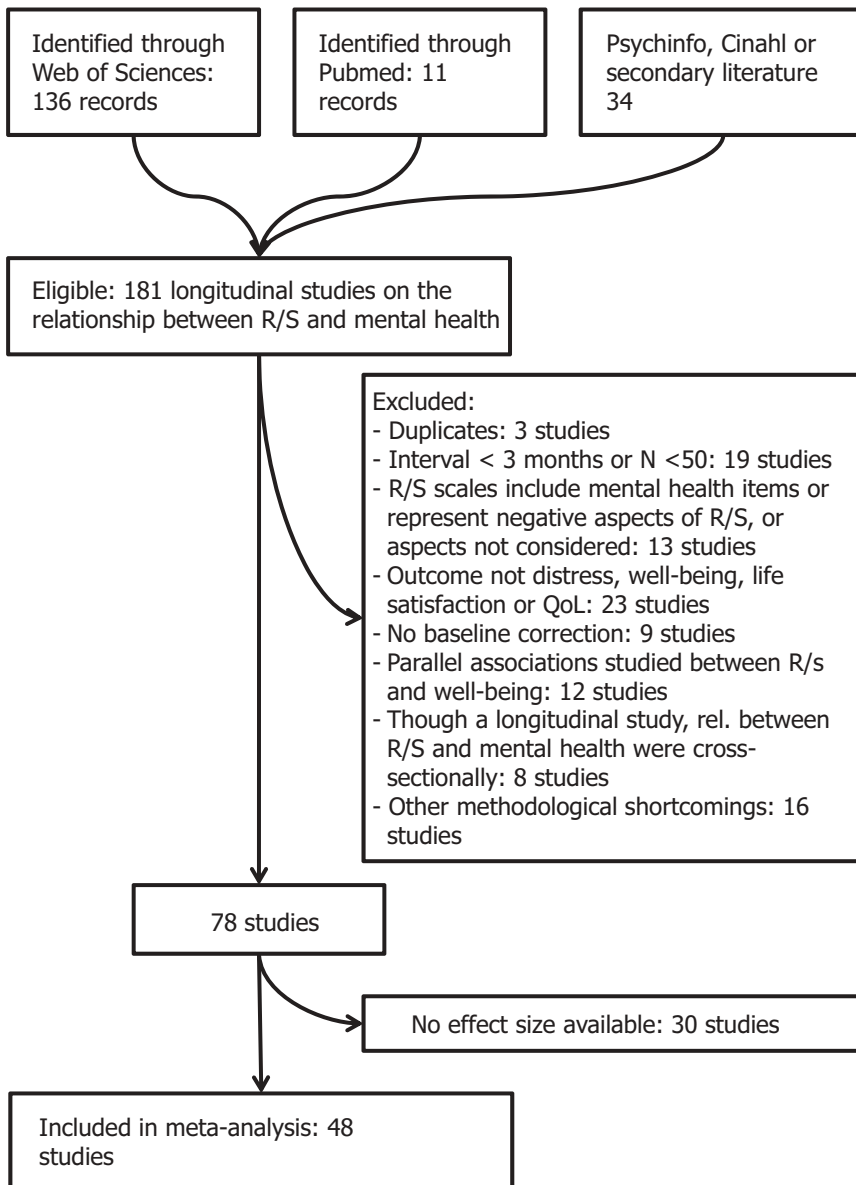 Identified through
Web of Sciences:
136 records
Identified through
Pubmed: 11
records
Psychinfo, Cinahl or
secondary literature
34
Eligible: 181 longitudinal studies on the
relationship between R/S and mental health
Excluded:
- Duplicates: 3 studies
- Interval < 3 months or N <50: 19 studies
- R/S scales include mental health items or
represent negative aspects of R/S, or
aspects not considered: 13 studies
- Outcome not distress, well-being, life
satisfaction or QoL: 23 studies
- No baseline correction: 9 studies
- Parallel associations studied between R/s
and well-being: 12 studies
- Though a longitudinal study, rel. between
R/S and mental health were cross-
sectionally: 8 studies
- Other methodological shortcomings: 16
studies
78 studies
No effect size available: 30 studies
Included in meta-analysis: 48
studies